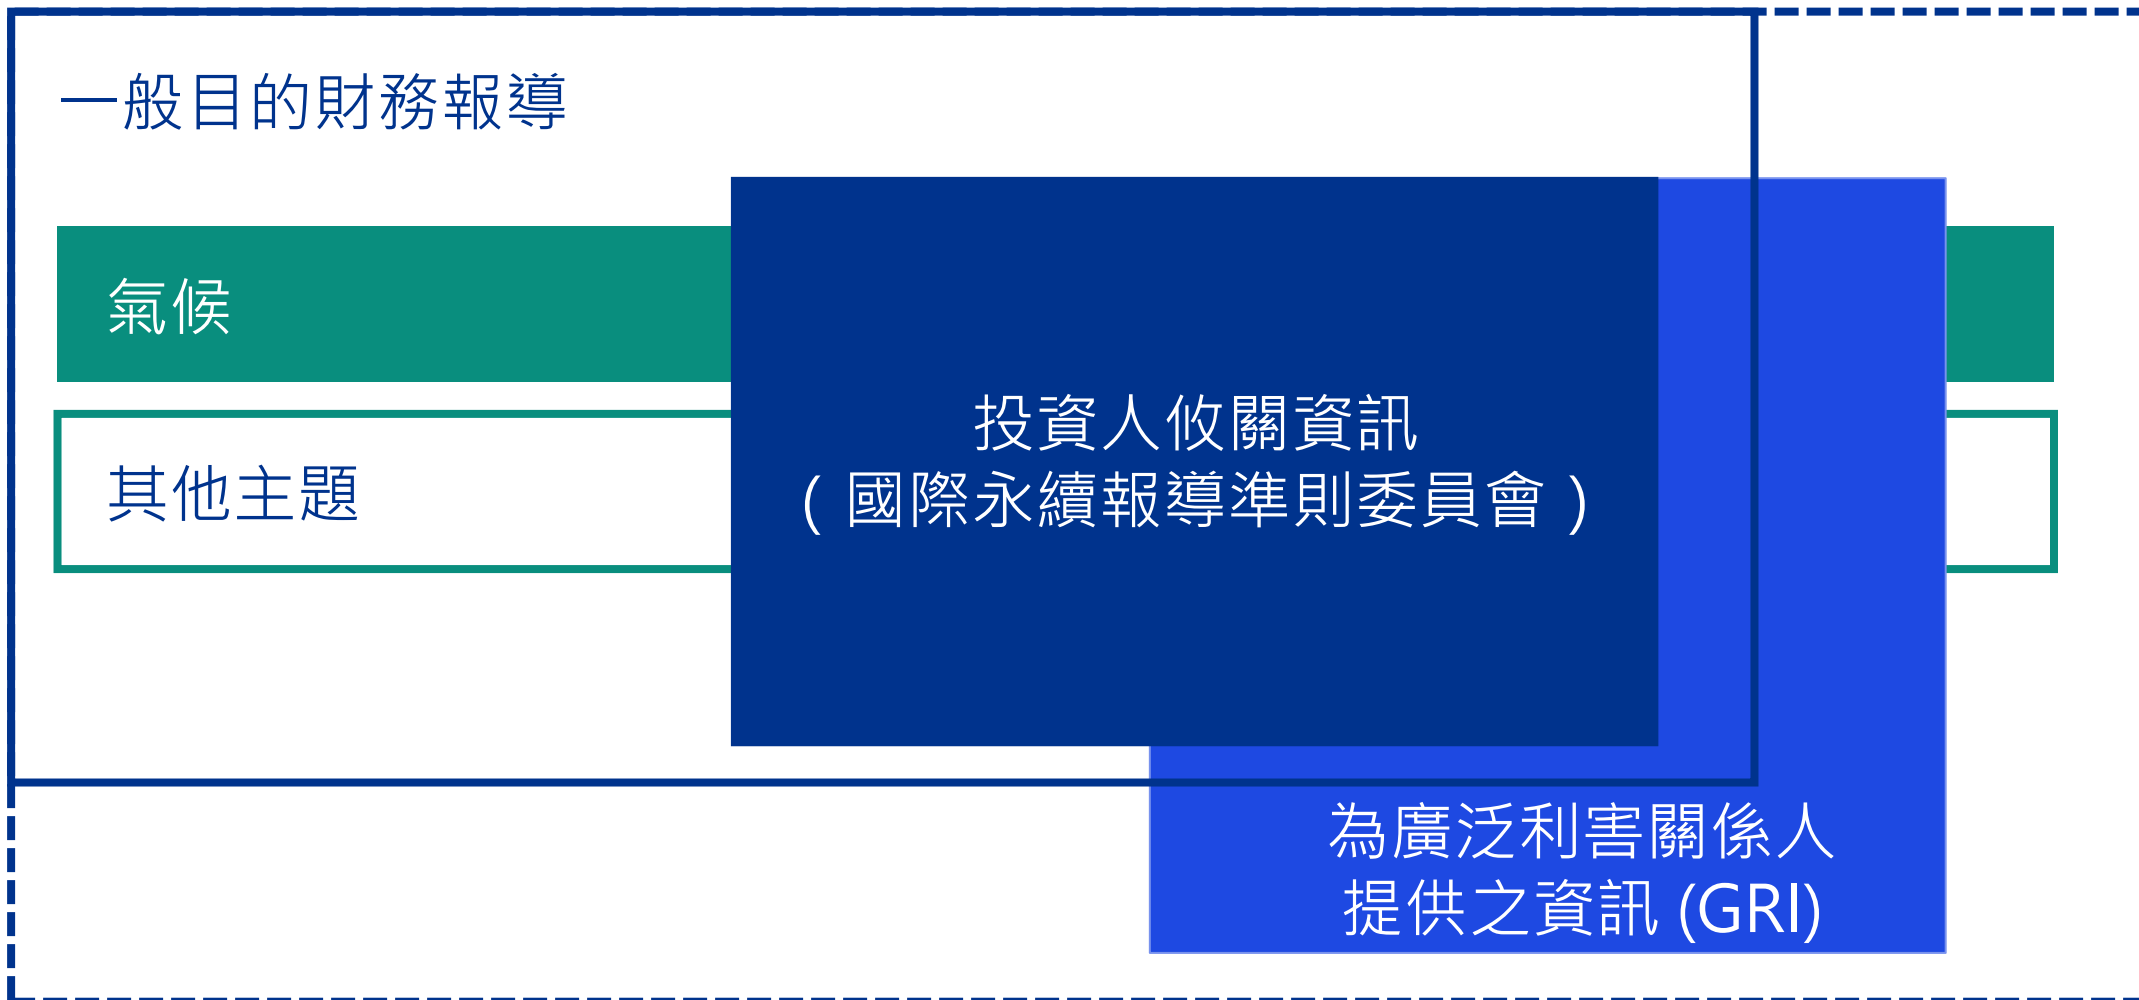 一般目的財務報導
氣候
其他主題
投資人攸關資訊
( 國際永續報導準則委員會 )
為廣泛利害關係人
提供之資訊 (GRI)